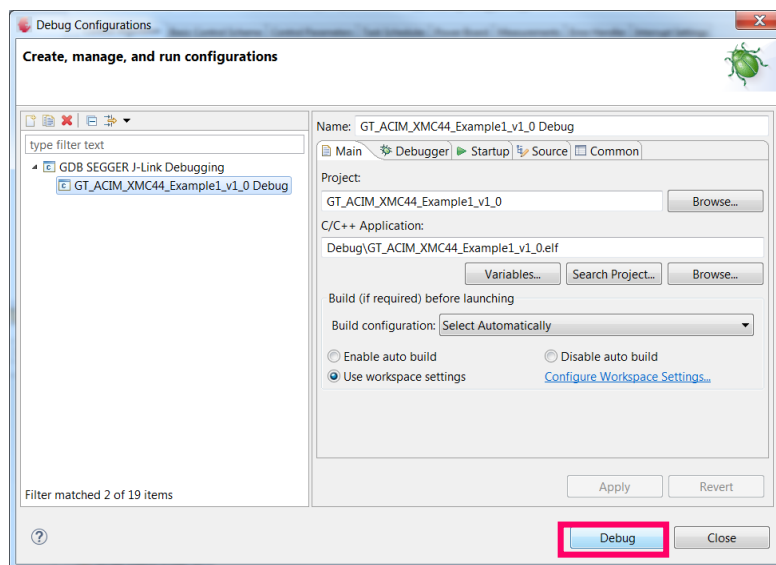 Debug Configurations
Create, manage, and run configurations
type filter text
GDB SEGGER J-Link Debugging
GT_ACIM_XMC44_Example1_v1_0 Debug
Filter matched 2 of 19 items
Name: GT_ACIM_XMC44_Example1_v1_0 Debug
Main Debugger Startup Source Common
Project:
GT_ACIM_XMC44_Example1_v1_0 Browse...
C/C++ Application:
Debug\GT_ACIM_XMC44_Example1_v1_0.elf
Variables... Search Project... Browse...
Build (if required) before launching
Build configuration: Select Automatically
Enable auto build Disable auto build
Use workspace settings Configure Workspace Settings...
Apply Revert
Debug Close